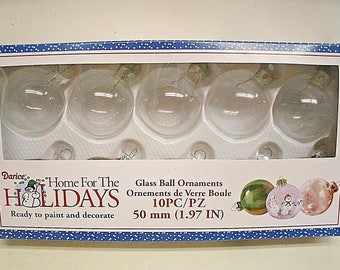 Darice
"Home For The
HOLIDAYS
Ready to paint and decorate
Glass Ball Ornaments
Ornements de Verre Boule
10PC/PZ
50 mm (1.97 IN)